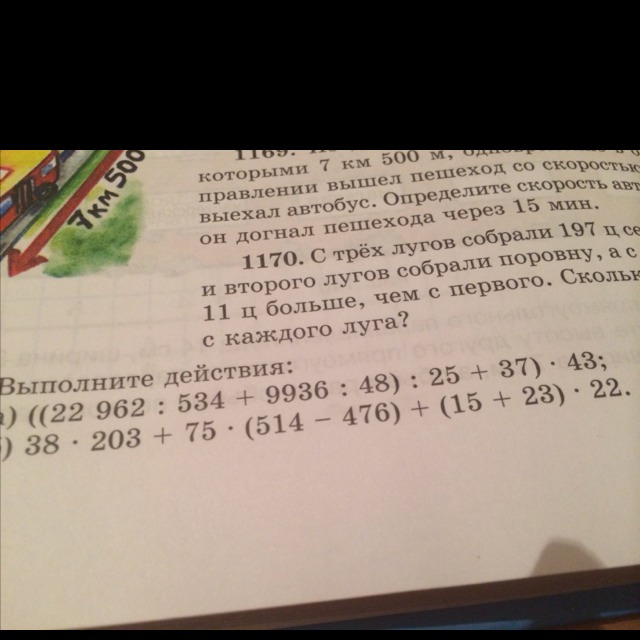 7 км 500
1169.
которыми 7 км 500 м,
правлении вышел пешеход со скоростью
выехал автобус. Определите скорость авт
он догнал пешехода через 15 мин.
1170. С трёх лугов собрали 197 ц се
и второго лугов собрали поровну, а с
11 ц больше, чем с первого. Скольк
с каждого луга?
Выполните действия:
а) ((22 962 : 534 + 9936 : 48) : 25 + 37) · 43;
) 38 · 203 + 75 · (514 − 476) + (15 + 23) · 22.